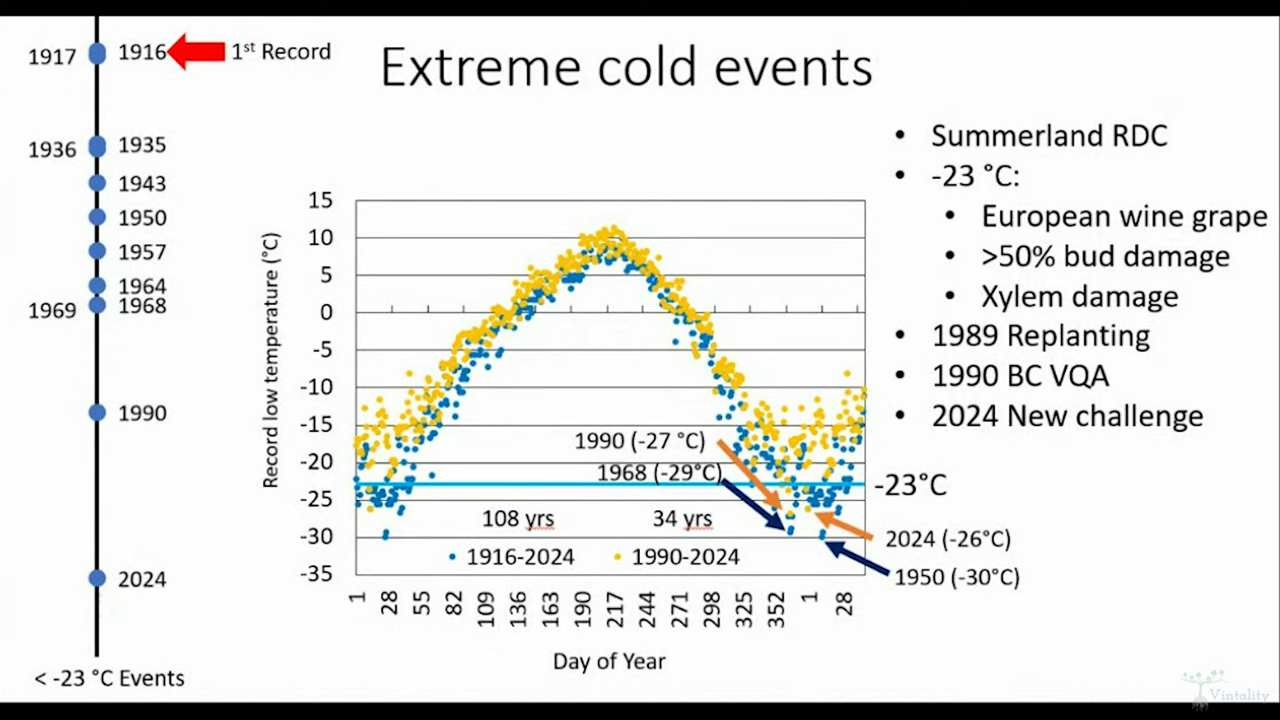 Extreme cold events
1917
1916
1st Record
1936
1935
1943
1950
1957
1964
1969
1968
1990
2024
< -23 °C Events
Record low temperature (°C)
15
10
5
0
-5
-10
-15
-20
-25
-30
-35
1990 (-27 °C)
1968 (-29°C)
108 yrs
34 yrs
1916-2024
1990-2024
1
28
55
82
109
136
163
190
217
244
271
298
325
352
1
28
Day of Year
-23°C
2024 (-26°C)
1950 (-30°C)
• Summerland RDC
• -23 °C:
• European wine grape
• >50% bud damage
• Xylem damage
• 1989 Replanting
• 1990 BC VQA
• 2024 New challenge
Vintality